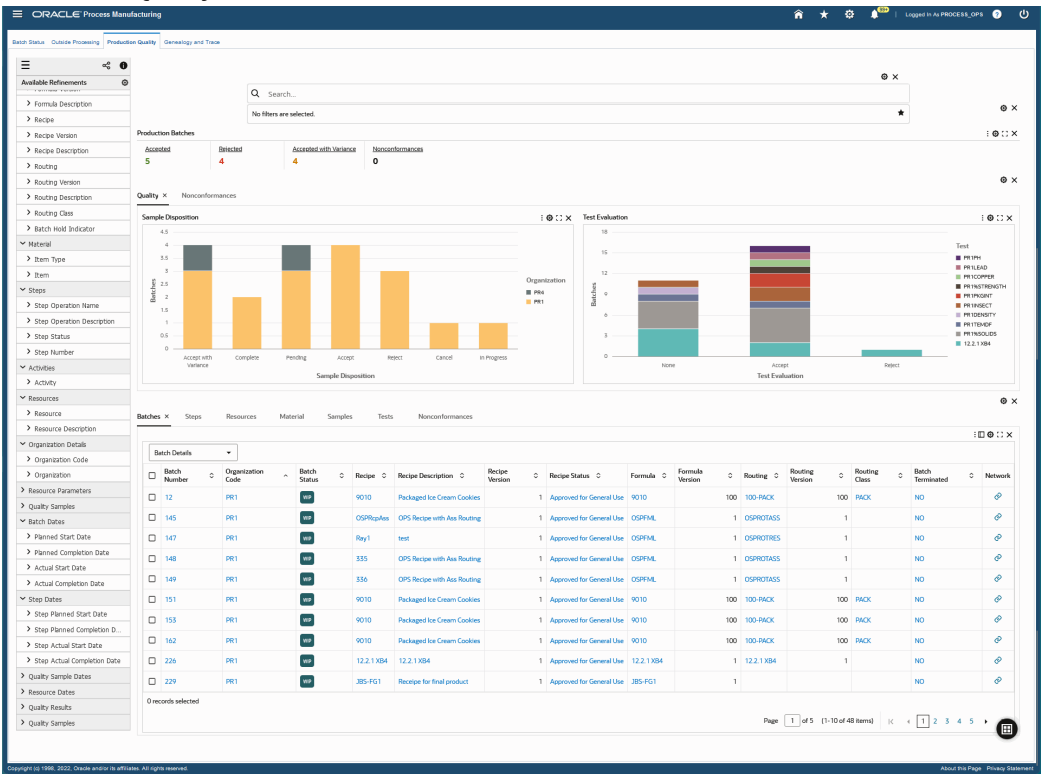 ORACLE Process Manufacturing
99+
Logged In As PROCESS_OPS
Batch Status Outside Processing Production Quality Genealogy and Trace
Available Refinements
Formula Version
Formula Description
Recipe
Recipe Version
Recipe Description
Routing
Routing Version
Routing Description
Routing Class
Batch Hold Indicator
Material
Item Type
Item
Steps
Step Operation Name
Step Operation Description
Step Status
Step Number
Activities
Activity
Resources
Resource
Resource Description
Organization Details
Organization Code
Organization
Resource Parameters
Quality Samples
Batch Dates
Planned Start Date
Planned Completion Date
Actual Start Date
Actual Completion Date
Step Dates
Step Planned Start Date
Step Planned Completion D...
Step Actual Start Date
Step Actual Completion Date
Quality Sample Dates
Resource Dates
Quality Results
Quality Samples
Search...
No filters are selected.
Production Batches
Accepted Rejected Accepted with Variance Nonconformances
5 4 4 0
Quality Nonconformances
Sample Disposition
4.5
4
3.5
3
2.5
2
1.5
1
0.5
0
Batches
Accept with Variance Complete Pending Accept Reject Cancel In Progress
Sample Disposition
Organization
PR4
PR1
Test Evaluation
18
15
12
9
6
3
0
Batches
None Accept Reject
Test Evaluation
Test
PR1PH
PR1LEAD
PR1COPPER
PR1%STRENGTH
PR1PKGINT
PR1INSECT
PR1DENSITY
PR1TEMDF
PR1%SOLIDS
12.2.1 XB4
Batches Steps Resources Material Samples Tests Nonconformances
Batch Details
Batch Number Organization Code Batch Status Recipe Recipe Description Recipe Version Recipe Status Formula Formula Version Routing Routing Version Routing Class Batch Terminated Network
12 PR1 WIP 9010 Packaged Ice Cream Cookies 1 Approved for General Use 9010 100 100-PACK 100 PACK NO
145 PR1 WIP OSPRcpAss OPS Recipe with Ass Routing 1 Approved for General Use OSPFML 1 OSPROTASS 1 NO
147 PR1 WIP Ray1 test 1 Approved for General Use OSPFML 1 OSPROTRES 1 NO
148 PR1 WIP 335 OPS Recipe with Ass Routing 1 Approved for General Use OSPFML 1 OSPROTASS 1 NO
149 PR1 WIP 336 OPS Recipe with Ass Routing 1 Approved for General Use OSPFML 1 OSPROTASS 1 NO
151 PR1 WIP 9010 Packaged Ice Cream Cookies 1 Approved for General Use 9010 100 100-PACK 100 PACK NO
153 PR1 WIP 9010 Packaged Ice Cream Cookies 1 Approved for General Use 9010 100 100-PACK 100 PACK NO
162 PR1 WIP 9010 Packaged Ice Cream Cookies 1 Approved for General Use 9010 100 100-PACK 100 PACK NO
226 PR1 WIP 12.2.1 XB4 12.2.1 XB4 1 Approved for General Use 12.2.1 XB4 1 12.2.1 XB4 1 NO
229 PR1 WIP JBS-FG1 Receipe for final product 1 Approved for General Use JBS-FG1 1 NO
0 records selected
Page 1 of 5 (1-10 of 48 items) 1 2 3 4 5
Copyright (c) 1998, 2022, Oracle and/or its affiliates. All rights reserved.
About this Page Privacy Statement